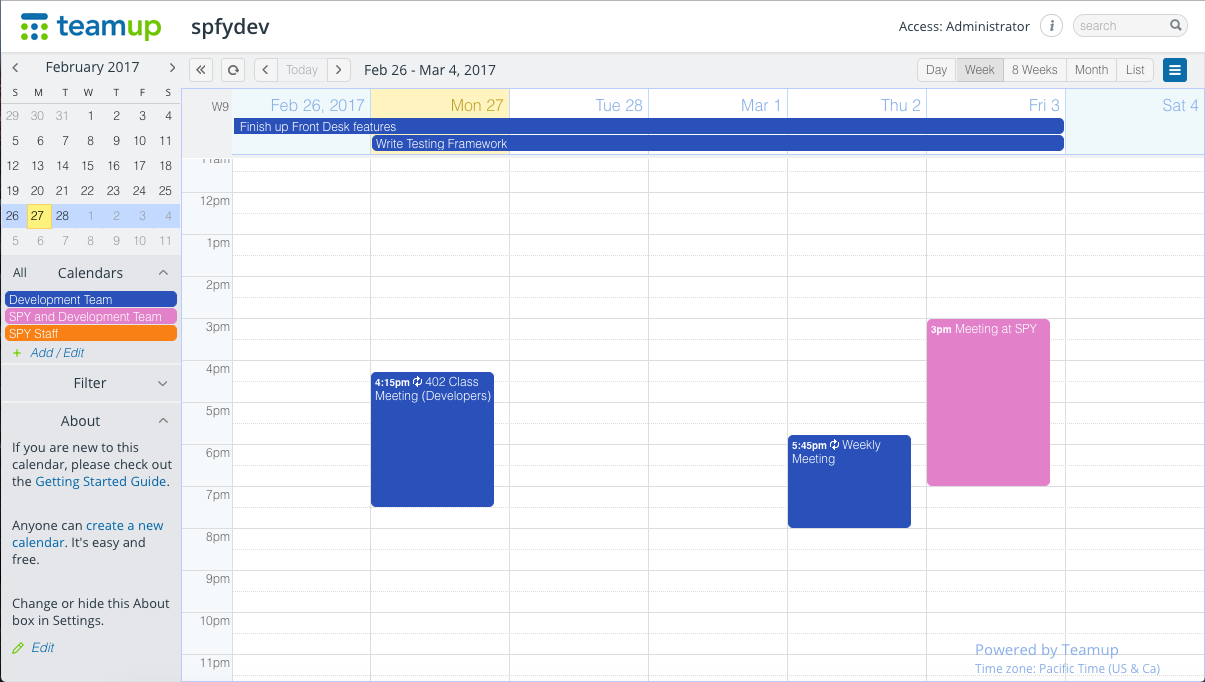 teamup
spfydev
Access: Administrator
i
search
February 2017
S M T W T F S
29 30 31 1 2 3 4
5 6 7 8 9 10 11
12 13 14 15 16 17 18
19 20 21 22 23 24 25
26 27 28 1 2 3 4
5 6 7 8 9 10 11
All Calendars
Development Team
SPY and Development Team
SPY Staff
+ Add / Edit
Filter
About
If you are new to this
calendar, please check out
the Getting Started Guide.
Anyone can create a new
calendar. It's easy and
free.
Change or hide this About
box in Settings.
Edit
Today
Feb 26 - Mar 4, 2017
Day Week 8 Weeks Month List
W9 Feb 26, 2017 Mon 27 Tue 28 Mar 1 Thu 2 Fri 3 Sat 4
Finish up Front Desk features
Write Testing Framework
11am
12pm
1pm
2pm
3pm
3pm Meeting at SPY
4pm
4:15pm 402 Class
Meeting (Developers)
5pm
5:45pm Weekly
Meeting
6pm
7pm
8pm
9pm
10pm
11pm
Powered by Teamup
Time zone: Pacific Time (US & Ca)